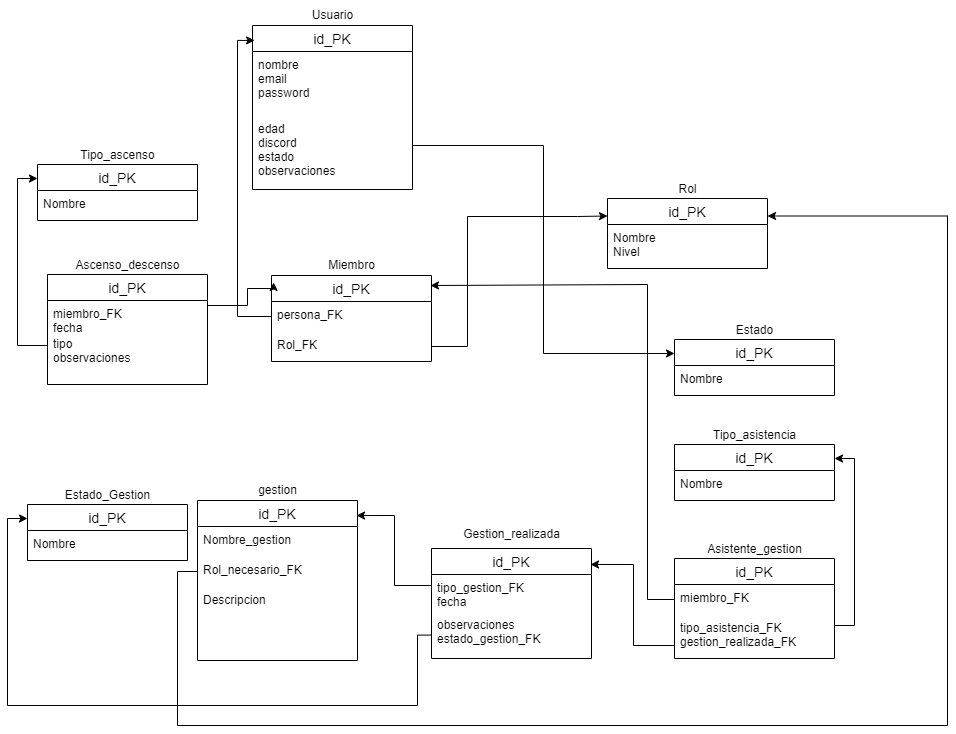 Usuario
id_PK
nombre
email
password
edad
discord
estado
observaciones
Tipo_ascenso
id_PK
Nombre
Rol
id_PK
Nombre
Nivel
Ascenso_descenso
id_PK
miembro_FK
fecha
tipo
observaciones
Miembro
id_PK
persona_FK
Rol_FK
Estado
id_PK
Nombre
Tipo_asistencia
id_PK
Nombre
Estado_Gestion
id_PK
Nombre
gestion
id_PK
Nombre_gestion
Rol_necesario_FK
Descripcion
Gestion_realizada
id_PK
tipo_gestion_FK
fecha
observaciones
estado_gestion_FK
Asistente_gestion
id_PK
miembro_FK
tipo_asistencia_FK
gestion_realizada_FK